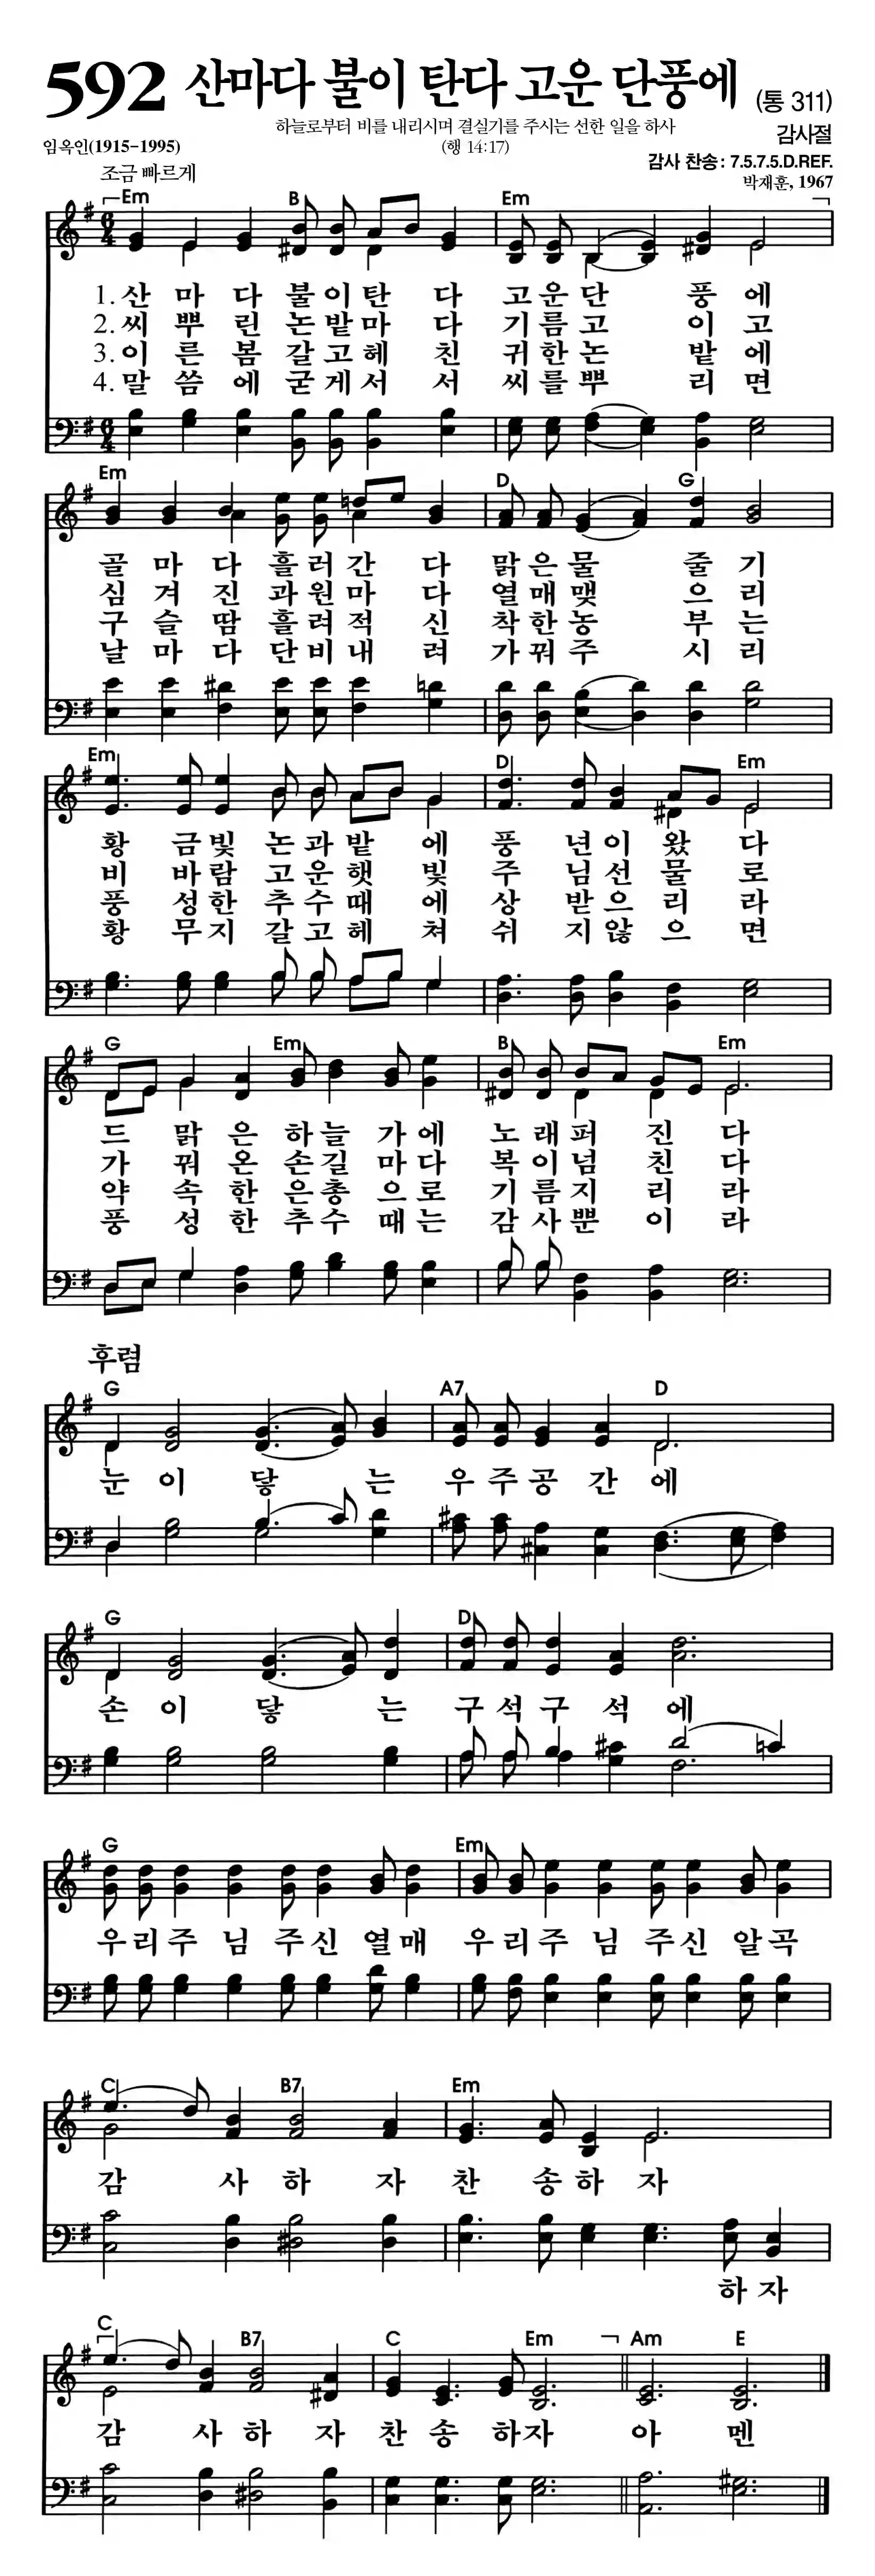 592 산마다 불이 탄다 고운 단풍에 (통 311)
하늘로부터 비를 내리시며 결실기를 주시는 선한 일을 하사
(행 14:17)
감사절
임옥인(1915-1995)
감사 찬송: 7.5.7.5.D.REF.
조금 빠르게
박재훈, 1967
Em B Em
6/4
1. 산 마 다 불 이 탄 다 고 운 단 풍 에
2. 씨 뿌 린 논 밭 마 다 기 름 고 이 고
3. 이 른 봄 갈 고 헤 친 귀 한 논 밭 에
4. 말 씀 에 굳 게 서 서 씨 를 뿌 리 면
6/4
Em D G
골 마 다 흘 러 간 다 맑 은 물 줄 기
심 겨 진 과 원 마 다 열 매 맺 으 리
구 슬 땀 흘 려 적 신 착 한 농 부 는
날 마 다 단 비 내 려 가 꿔 주 시 리
Em D Em
황 금 빛 논 과 밭 에 풍 년 이 왔 다
비 바 람 고 운 햇 빛 주 님 선 물 로
풍 성 한 추 수 때 에 상 받 으 리 라
황 무 지 갈 고 헤 쳐 쉬 지 않 으 면
G Em B Em
드 맑 은 하 늘 가 에 노 래 퍼 진 다
가 꿔 온 손 길 마 다 복 이 넘 친 다
약 속 한 은 총 으 로 기 름 지 리 라
풍 성 한 추 수 때 는 감 사 뿐 이 라
후렴
G A7 D
눈 이 닿 는 우 주 공 간 에
G D
손 이 닿 는 구 석 구 석 에
G Em
우 리 주 님 주 신 열 매 우 리 주 님 주 신 알 곡
C B7 Em
감 사 하 자 찬 송 하 자
하 자
C B7 C Em Am E
감 사 하 자 찬 송 하 자 아 멘